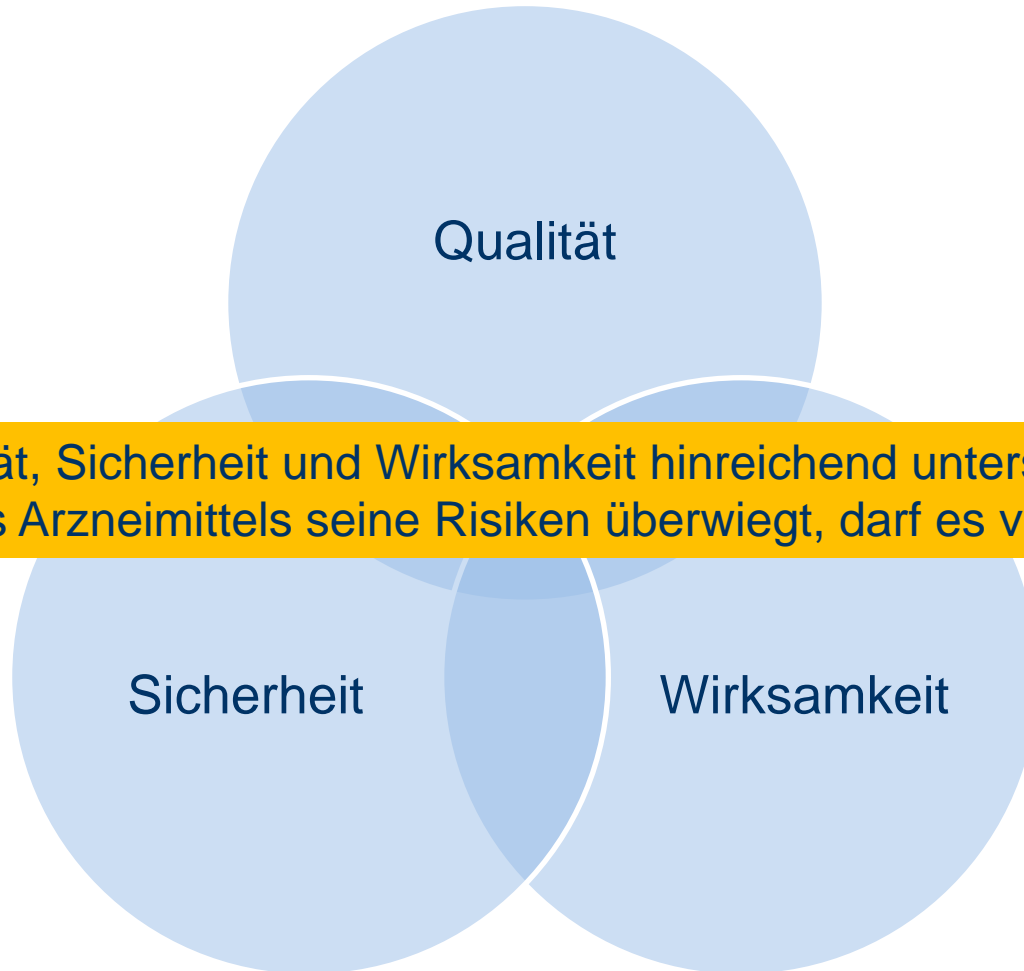 Qualität
ät, Sicherheit und Wirksamkeit hinreichend unters
s Arzneimittels seine Risiken überwiegt, darf es v
Sicherheit
Wirksamkeit